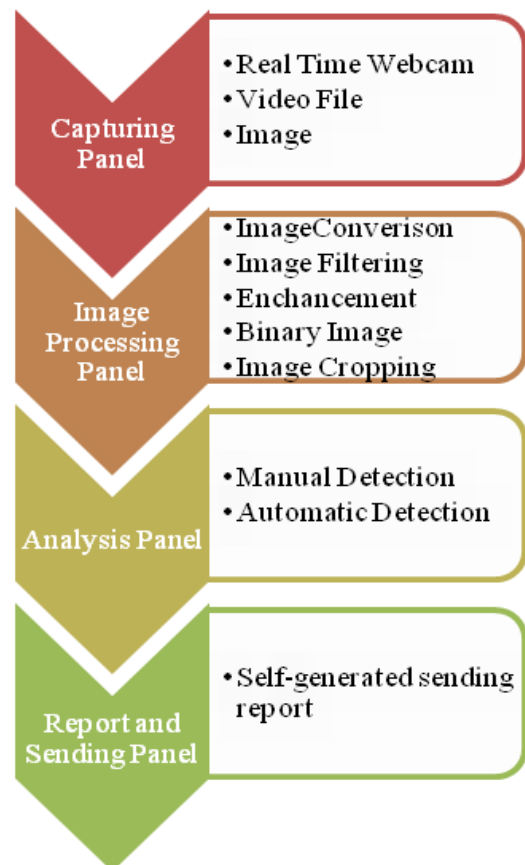 Capturing
Panel
• Real Time Webcam
• Video File
• Image
Image
Processing
Panel
• ImageConverison
• Image Filtering
• Enchancement
• Binary Image
• Image Cropping
Analysis Panel
• Manual Detection
• Automatic Detection
Report and
Sending Panel
• Self-generated sending
report